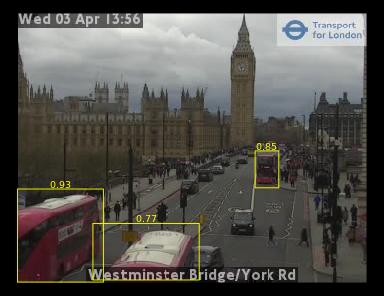 Wed 03 Apr 13:56
Transport
for London
0.85
0.93
0.77
Westminster Bridge/York Rd